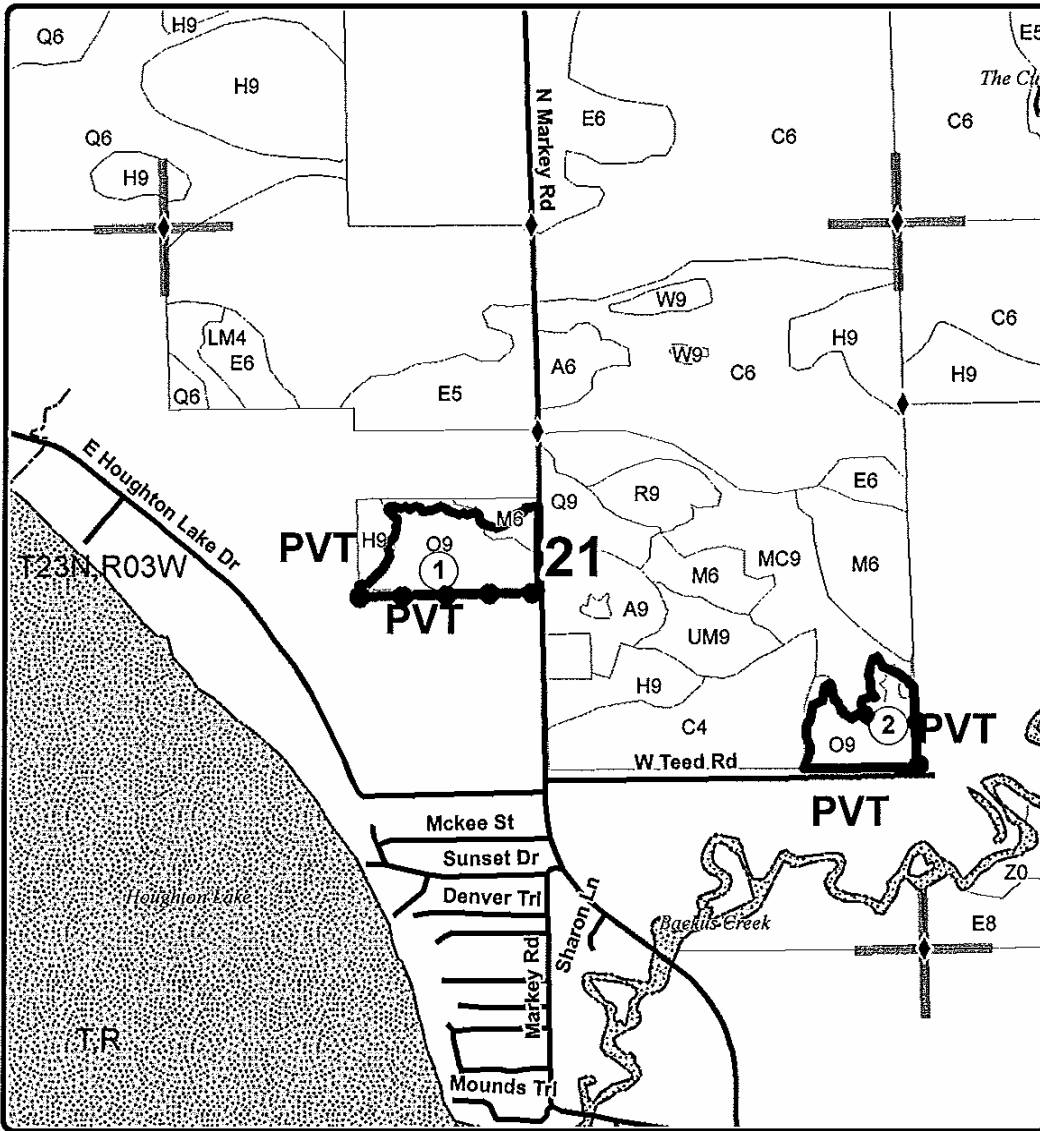 Q6
H9
E5
H9
The
E6
C6
C6
Q6
H9
N Markey Rd
W9
LM4
E6
A6
W9
C6
H9
C6
H9
Q6
E5
E Houghton Lake Dr
E6
Q9
R9
M6
PVT
H9
O9
1
21
MC9
M6
M6
T23N,R03W
PVT
A9
UM9
H9
C4
2
PVT
O9
W Teed Rd
PVT
Mckee St
Sunset Dr
Z0
Houghton Lake
Denver Trl
Sharon Ln
Backus Creek
E8
Markey Rd
T,R
Mounds Trl